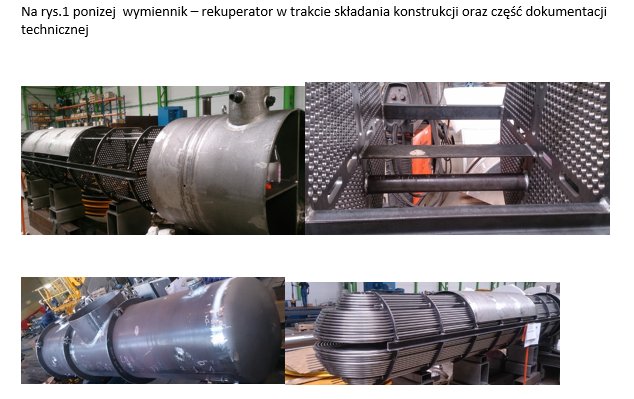 Na rys.1 ponizej wymiennik – rekuperator w trakcie składania konstrukcji oraz część dokumentacji
technicznej